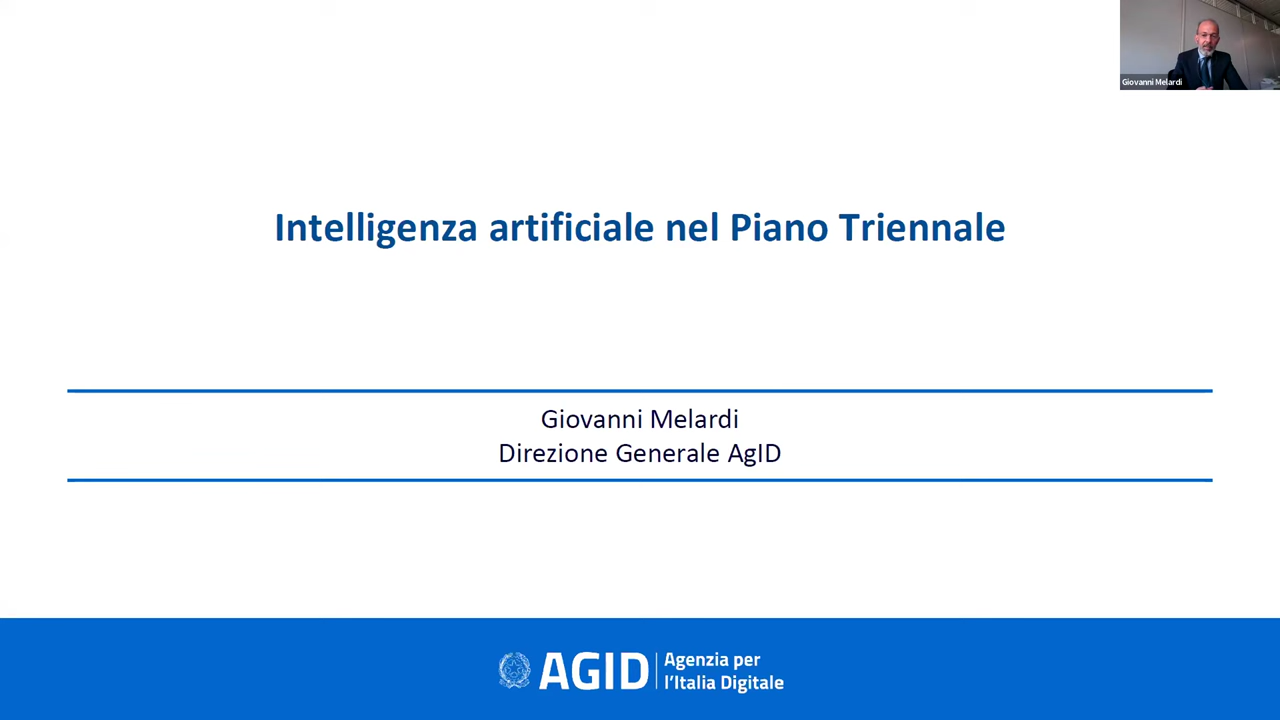 Giovanni Melardi
Intelligenza artificiale nel Piano Triennale
Giovanni Melardi
Direzione Generale AgID
AGID
Agenzia per
l'Italia Digitale